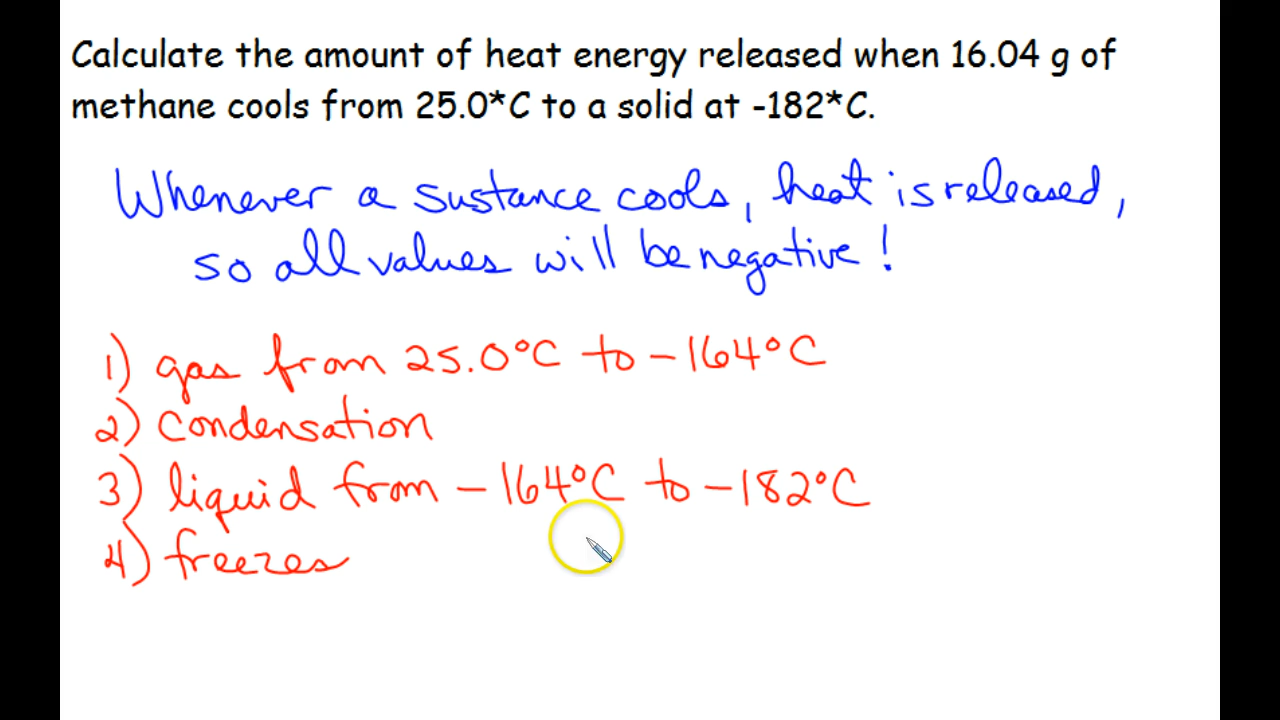 Calculate the amount of heat energy released when 16.04 g of
methane cools from 25.0*C to a solid at -182*C.
Whenever a sustance cools, heat is released,
so all values will be negative!
1) gas from 25.0°C to -164°C
2) condensation
3) liquid from -164°C to -182°C
4) freezes